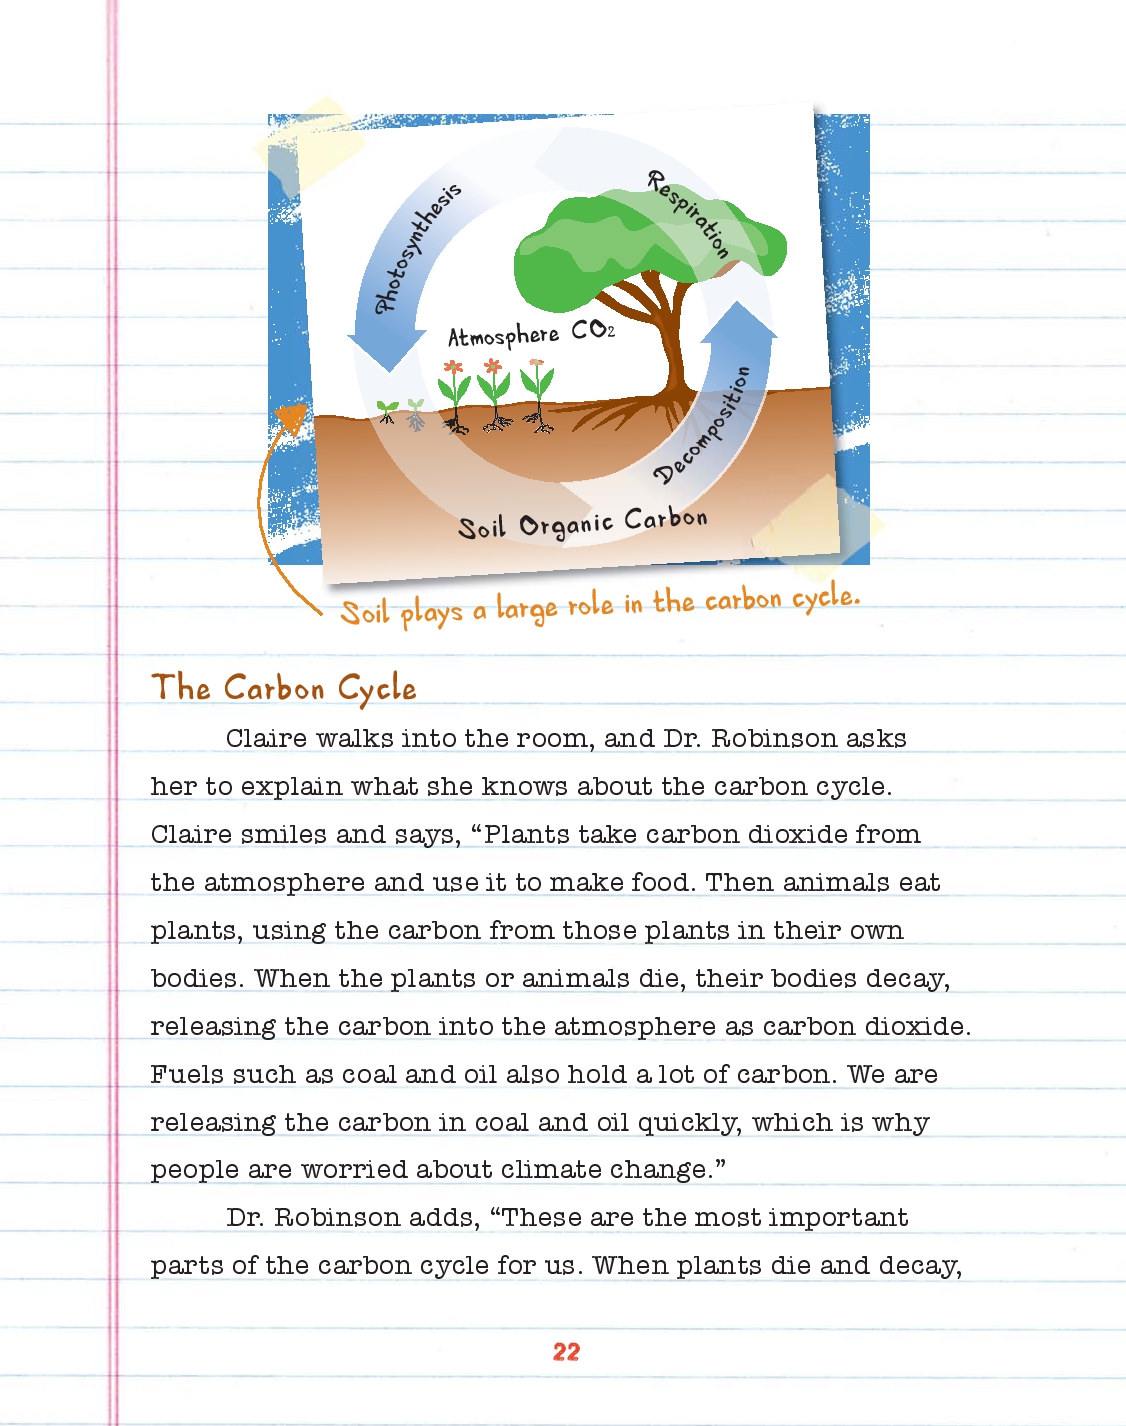 Photosynthesis
Respiration
Atmosphere CO₂
Decomposition
Soil Organic Carbon
Soil plays a large role in the carbon cycle.
The Carbon Cycle
Claire walks into the room, and Dr. Robinson asks
her to explain what she knows about the carbon cycle.
Claire smiles and says, “Plants take carbon dioxide from
the atmosphere and use it to make food. Then animals eat
plants, using the carbon from those plants in their own
bodies. When the plants or animals die, their bodies decay,
releasing the carbon into the atmosphere as carbon dioxide.
Fuels such as coal and oil also hold a lot of carbon. We are
releasing the carbon in coal and oil quickly, which is why
people are worried about climate change.”
Dr. Robinson adds, “These are the most important
parts of the carbon cycle for us. When plants die and decay,
22